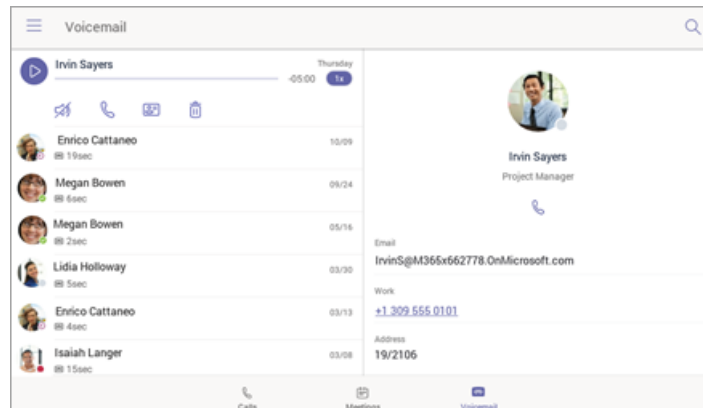 Voicemail
Irvin Sayers
Thursday
-05:00 1x
Enrico Cattaneo 10/09
19sec
Megan Bowen 09/24
6sec
Megan Bowen 05/16
2sec
Lidia Holloway 03/30
5sec
Enrico Cattaneo 03/13
4sec
Isaiah Langer 03/08
15sec
Irvin Sayers
Project Manager
Email
IrvinS@M365x662778.OnMicrosoft.com
Work
+1 309 555 0101
Address
19/2106
Calls Meetings Voicemail